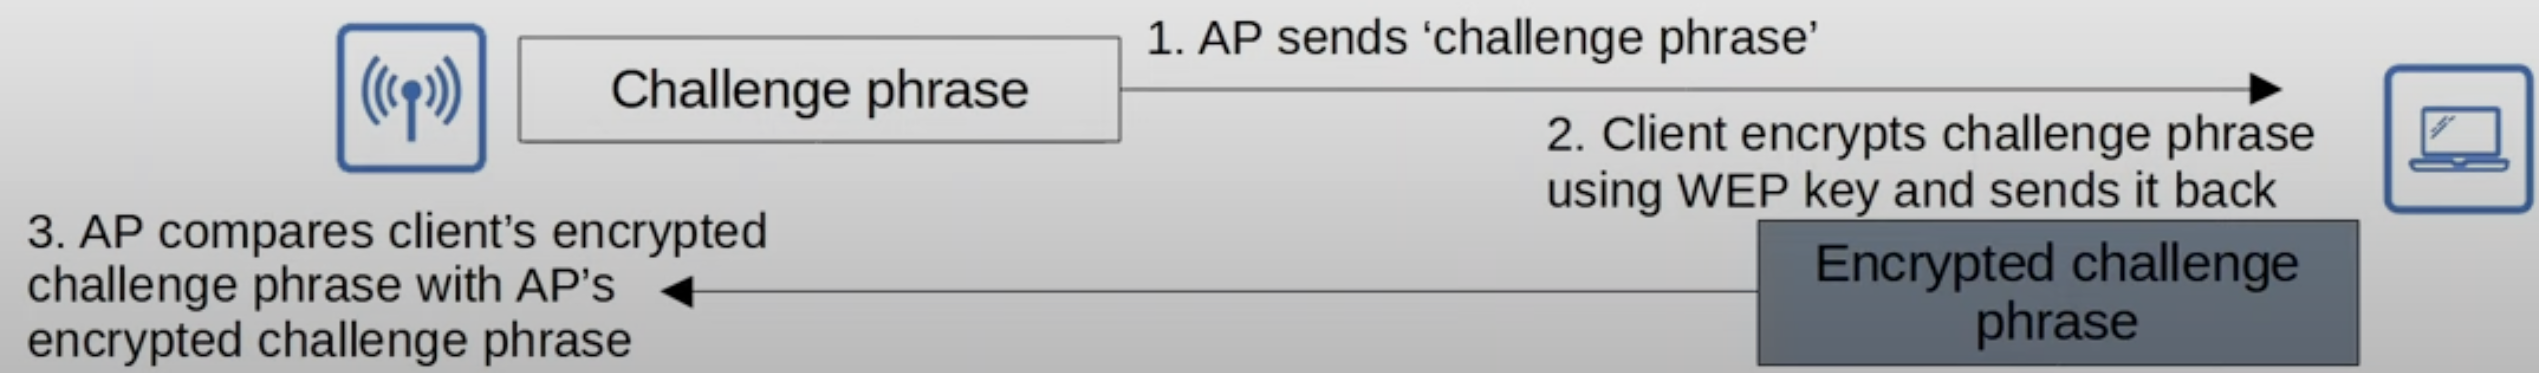 Challenge phrase
1. AP sends ‘challenge phrase’
2. Client encrypts challenge phrase
using WEP key and sends it back
Encrypted challenge
phrase
3. AP compares client’s encrypted
challenge phrase with AP’s
encrypted challenge phrase